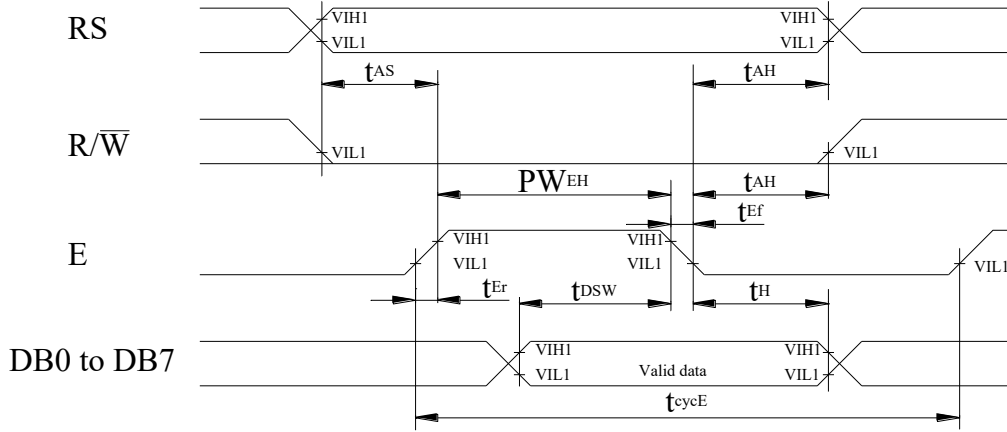 RS VIH1 VIH1
VIL1 VIL1
tAS tAH
R/W̅ VIL1 VIL1
PWEH tAH
tEf
E VIH1 VIH1
VIL1 VIL1 VIL1
tEr tDSW tH
DB0 to DB7 VIH1 VIH1
VIL1 Valid data VIL1
tcycE